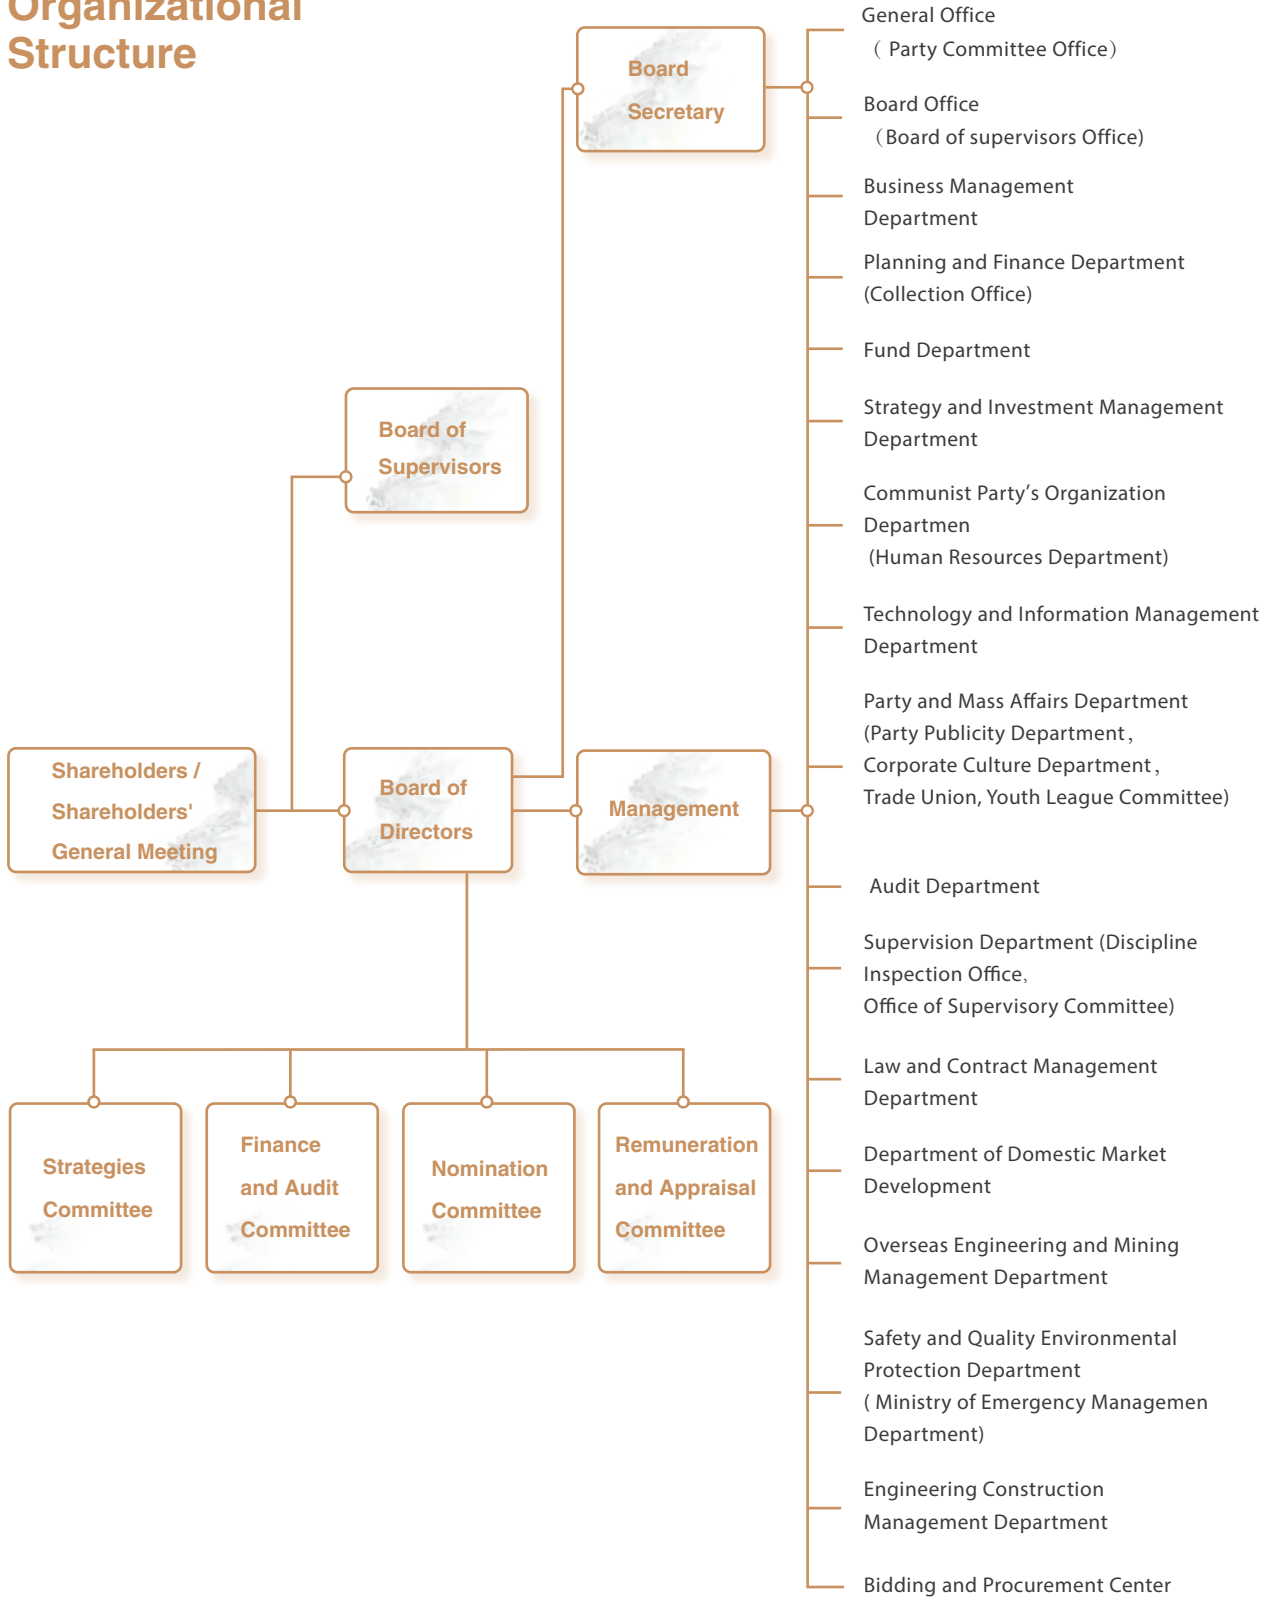 Organizational
Structure
Board
Secretary
Board of
Supervisors
Shareholders /
Shareholders'
General Meeting
Board of
Directors
Management
Strategies
Committee
Finance
and Audit
Committee
Nomination
Committee
Remuneration
and Appraisal
Committee
General Office
（ Party Committee Office）
Board Office
（Board of supervisors Office)
Business Management
Department
Planning and Finance Department
(Collection Office)
Fund Department
Strategy and Investment Management
Department
Communist Party’s Organization
Departmen
(Human Resources Department)
Technology and Information Management
Department
Party and Mass Affairs Department
(Party Publicity Department，
Corporate Culture Department，
Trade Union, Youth League Committee)
Audit Department
Supervision Department (Discipline
Inspection Office，
Office of Supervisory Committee)
Law and Contract Management
Department
Department of Domestic Market
Development
Overseas Engineering and Mining
Management Department
Safety and Quality Environmental
Protection Department
( Ministry of Emergency Managemen
Department)
Engineering Construction
Management Department
Bidding and Procurement Center